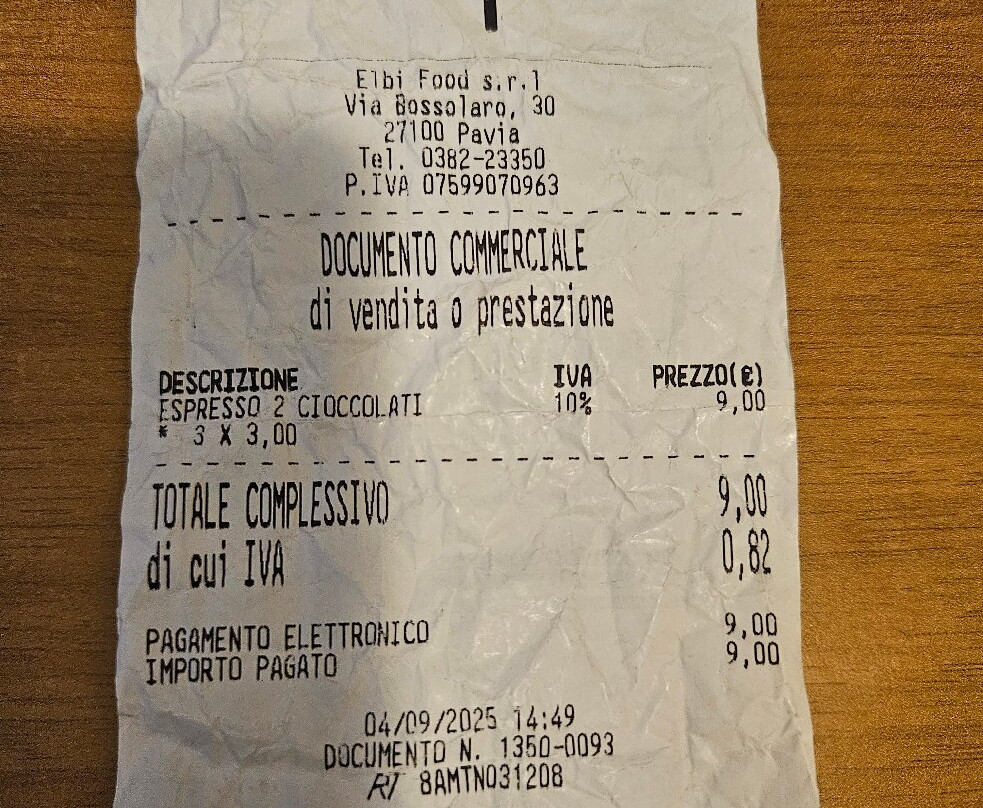 Elbi Food s.r.l
Via Bossolaro, 30
27100 Pavia
Tel. 0382-23350
P.IVA 07599070963
DOCUMENTO COMMERCIALE
di vendita o prestazione
DESCRIZIONE IVA PREZZO(€)
ESPRESSO 2 CIOCCOLATI 10% 9,00
* 3 X 3,00
TOTALE COMPLESSIVO 9,00
di cui IVA 0,82
PAGAMENTO ELETTRONICO 9,00
IMPORTO PAGATO 9,00
04/09/2025 14:49
DOCUMENTO N. 1350-0093
RT 8AMTN031208